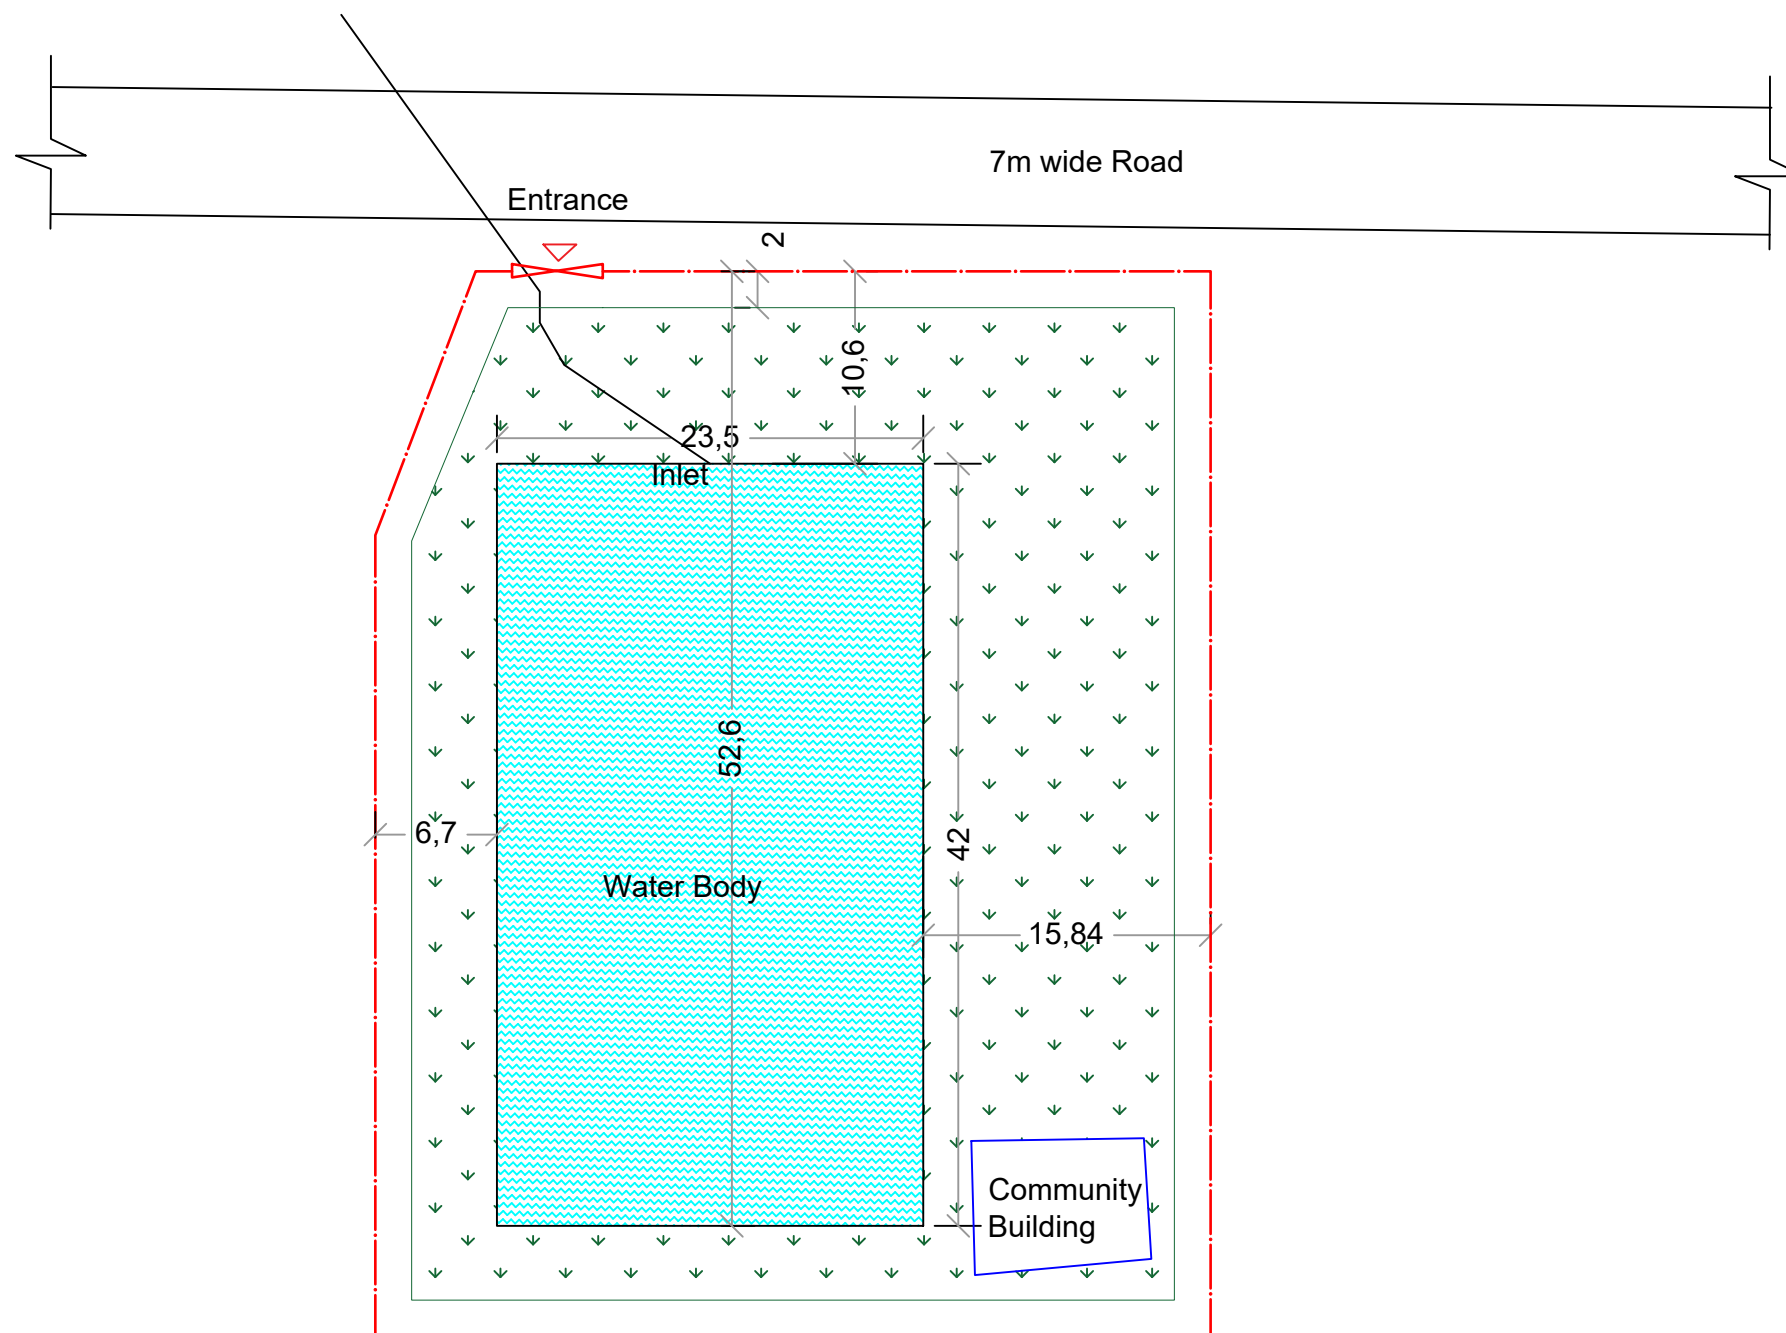 7m wide Road
Entrance
2
10,6
23,5
Inlet
52,6
6,7
42
Water Body
15,84
Community
Building